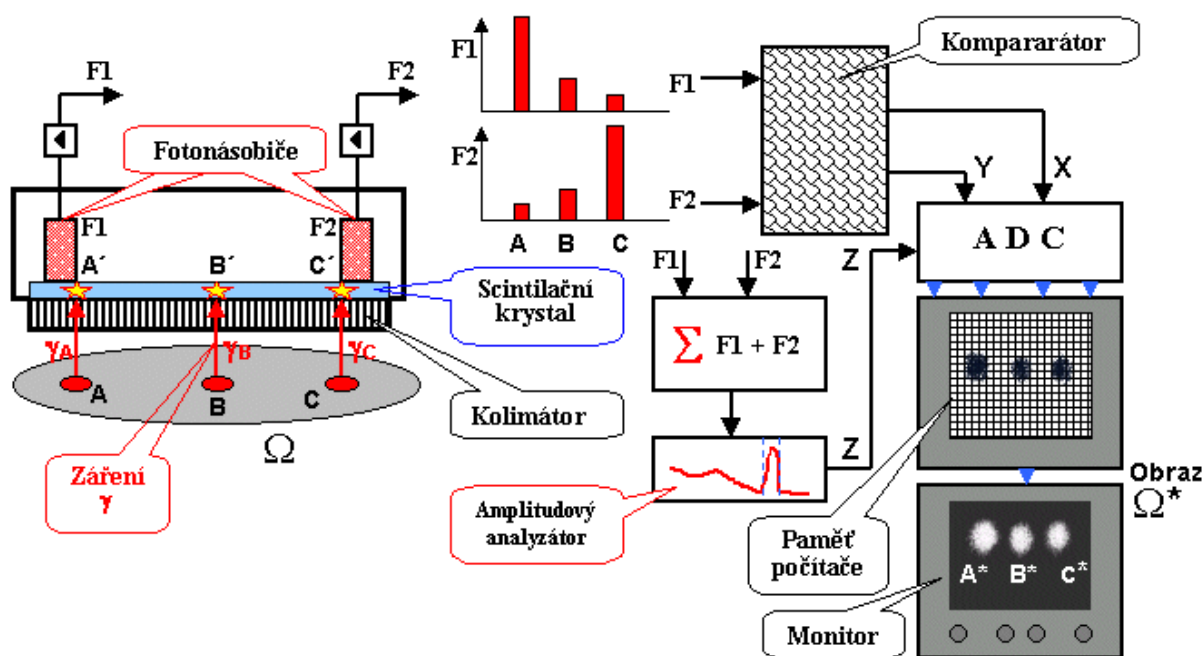 F1
F2
Fotonásobiče
F1
F2
A´
B´
C´
Scintilační
krystal
γA
γB
γC
A
B
C
Kolimátor
Ω
Záření
γ
F1
F2
A
B
C
F1
F2
Kompararátor
Y
X
A D C
F1
F2
Z
∑ F1 + F2
Z
Amplitudový
analyzátor
Obraz
Ω*
Paměť
počítače
A*
B*
C*
Monitor